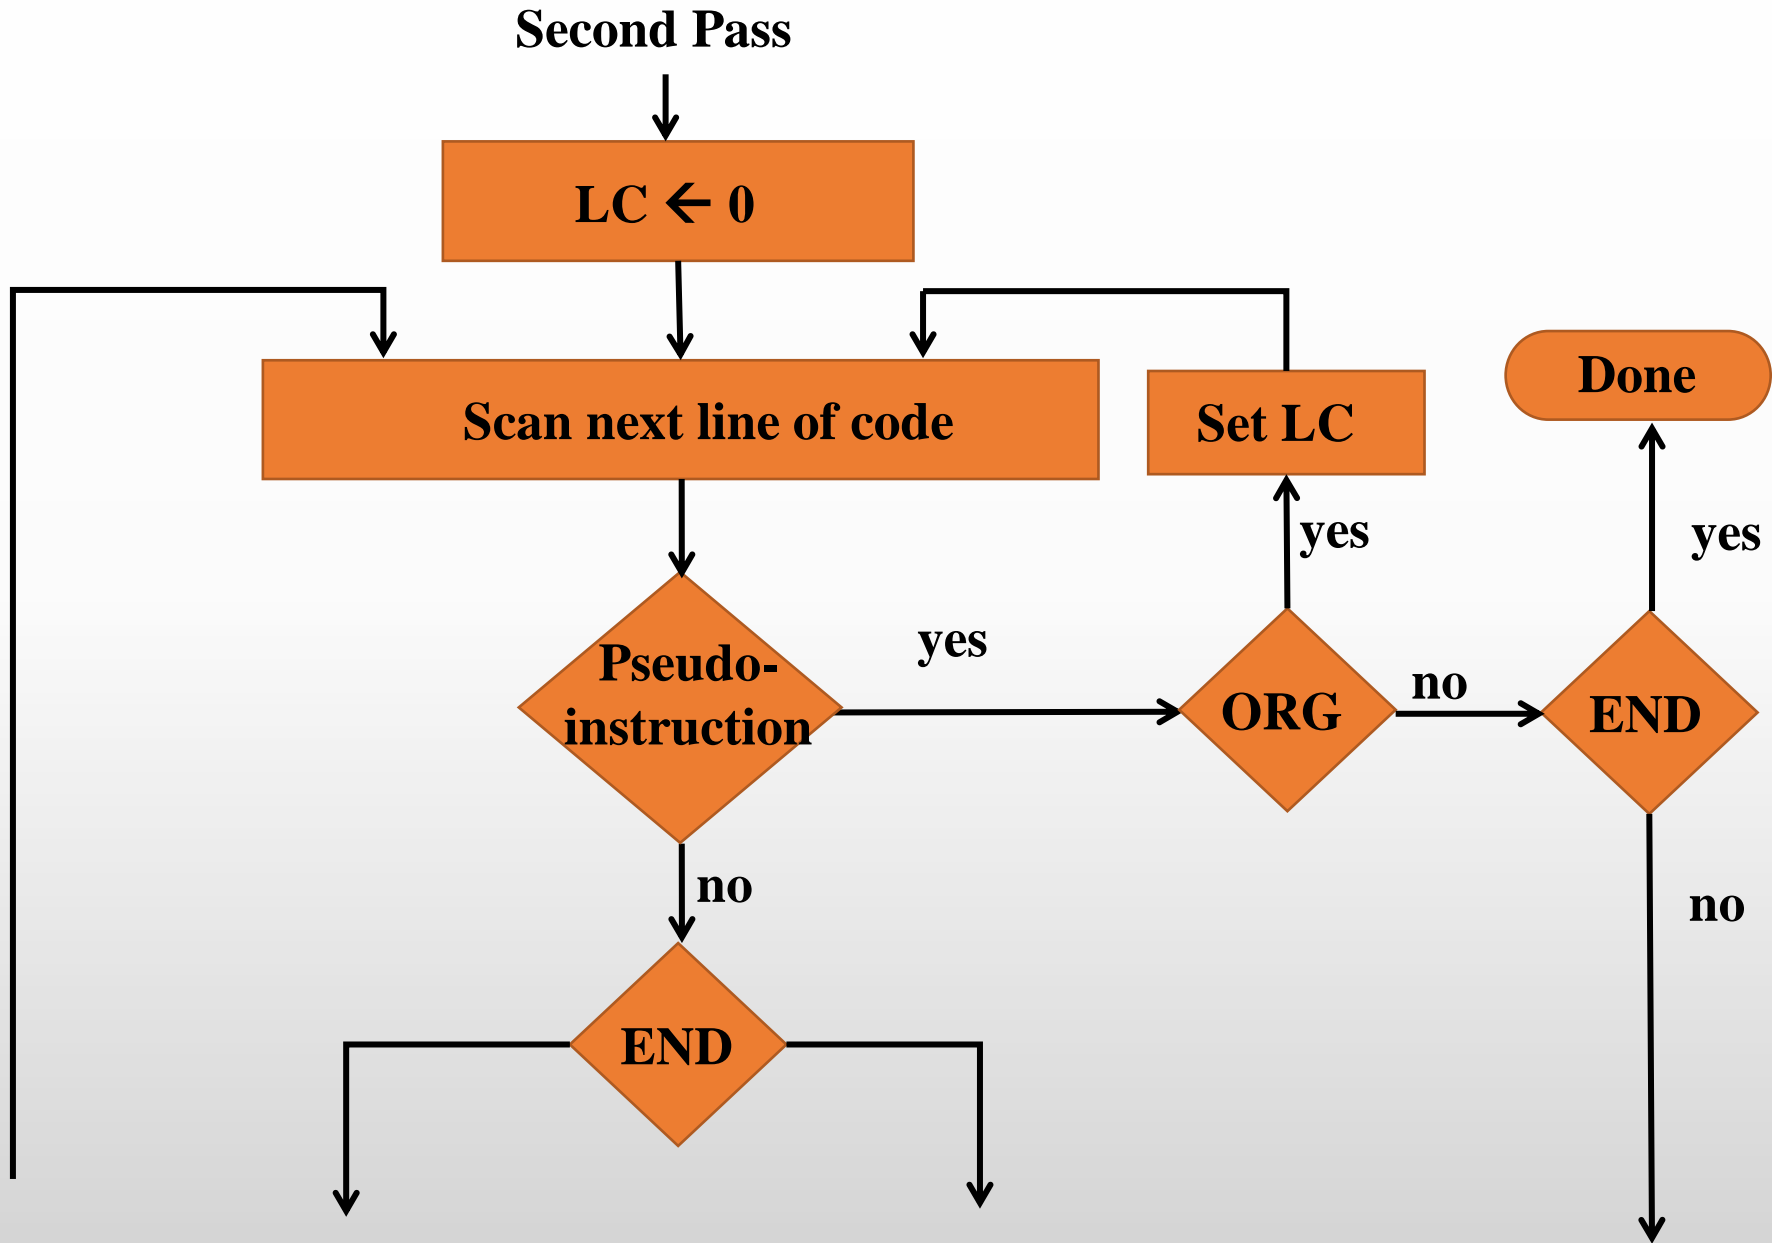 Second Pass
LC ← 0
Scan next line of code
Set LC
Done
yes
yes
Pseudo-
instruction
yes
ORG
no
END
no
no
END